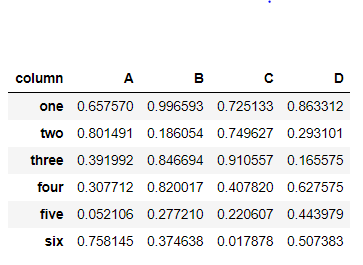 column A B C D
one 0.657570 0.996593 0.725133 0.863312
two 0.801491 0.186054 0.749627 0.293101
three 0.391992 0.846694 0.910557 0.165575
four 0.307712 0.820017 0.407820 0.627575
five 0.052106 0.277210 0.220607 0.443979
six 0.758145 0.374638 0.017878 0.507383